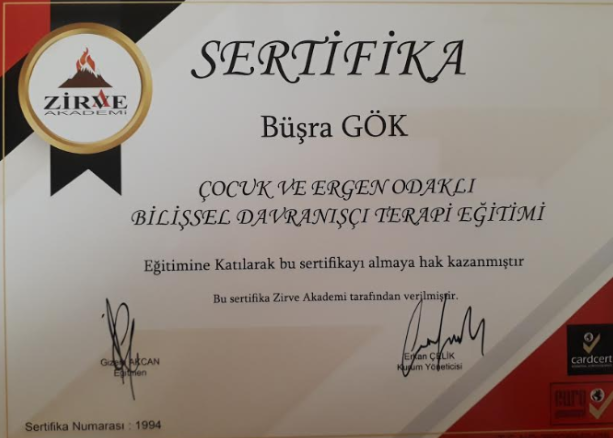 ZİRVE
AKADEMİ
SERTİFİKA
Büşra GÖK
ÇOCUK VE ERGEN ODAKLI
BİLİŞSEL DAVRANIŞÇI TERAPİ EĞİTİMİ
Eğitimine Katılarak bu sertifikayı almaya hak kazanmıştır
Bu sertifika Zirve Akademi tarafından verilmiştir.
AKCAN
Eğitmen
ÇELİK
Kurum Yöneticisi
cardcert
euro
Sertifika Numarası : 1994